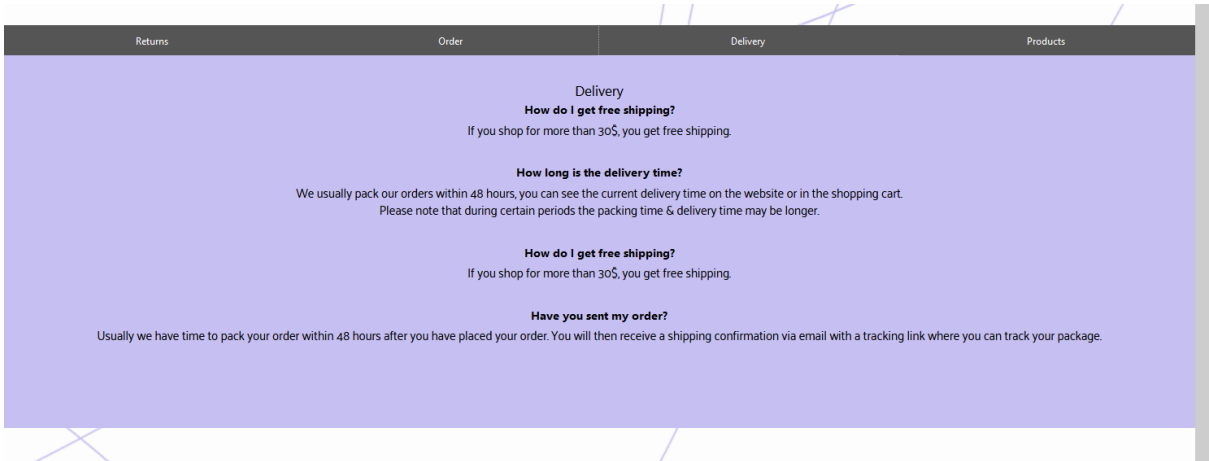 Returns Order Delivery Products
Delivery
How do I get free shipping?
If you shop for more than 30$, you get free shipping.
How long is the delivery time?
We usually pack our orders within 48 hours, you can see the current delivery time on the website or in the shopping cart.
Please note that during certain periods the packing time & delivery time may be longer.
How do I get free shipping?
If you shop for more than 30$, you get free shipping.
Have you sent my order?
Usually we have time to pack your order within 48 hours after you have placed your order. You will then receive a shipping confirmation via email with a tracking link where you can track your package.